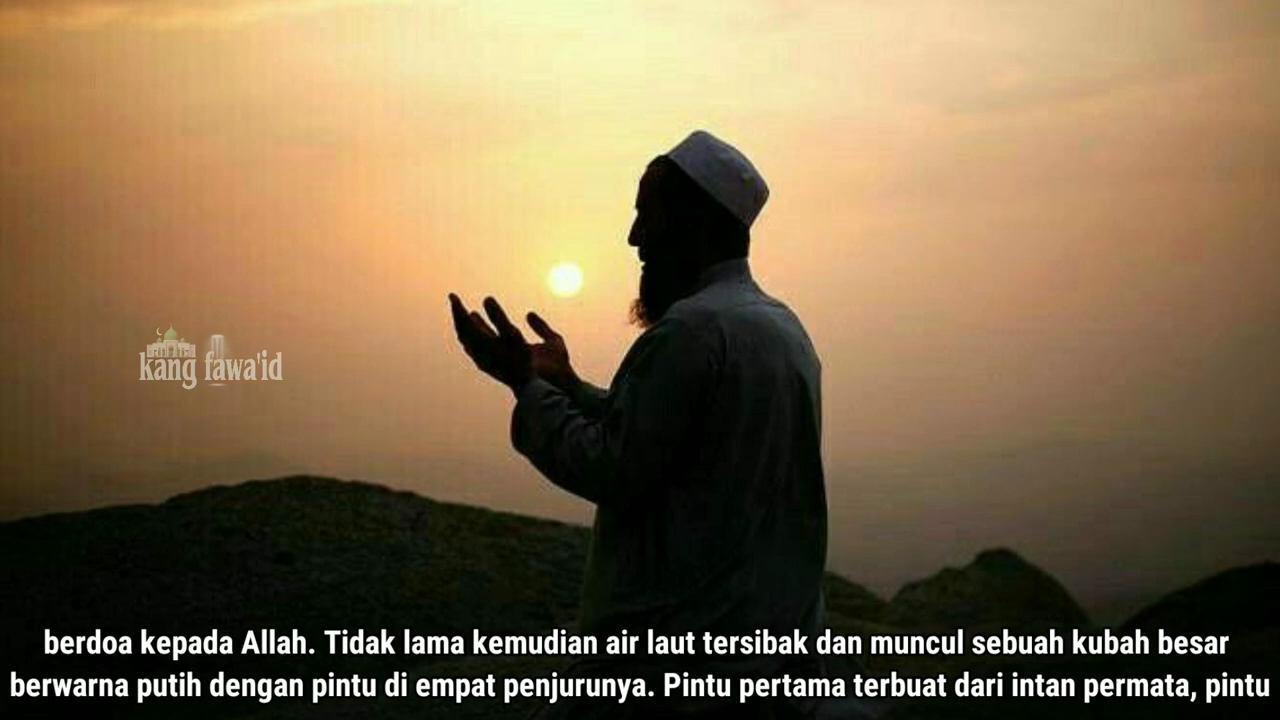 kang fawa'id
berdoa kepada Allah. Tidak lama kemudian air laut tersibak dan muncul sebuah kubah besar
berwarna putih dengan pintu di empat penjurunya. Pintu pertama terbuat dari intan permata, pintu